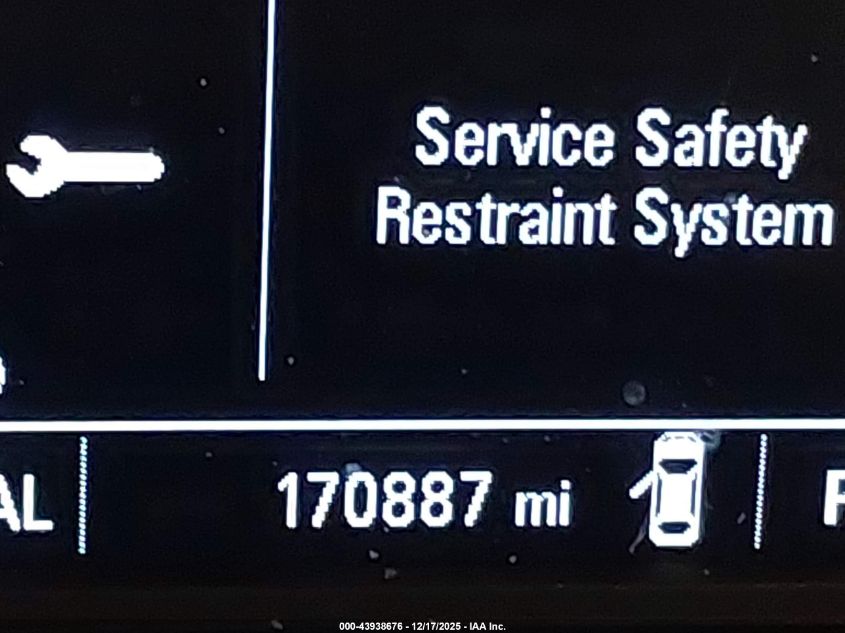 Service Safety
Restraint System
AL
170887 mi
000-43938676 - 12/17/2025 - IAA Inc.